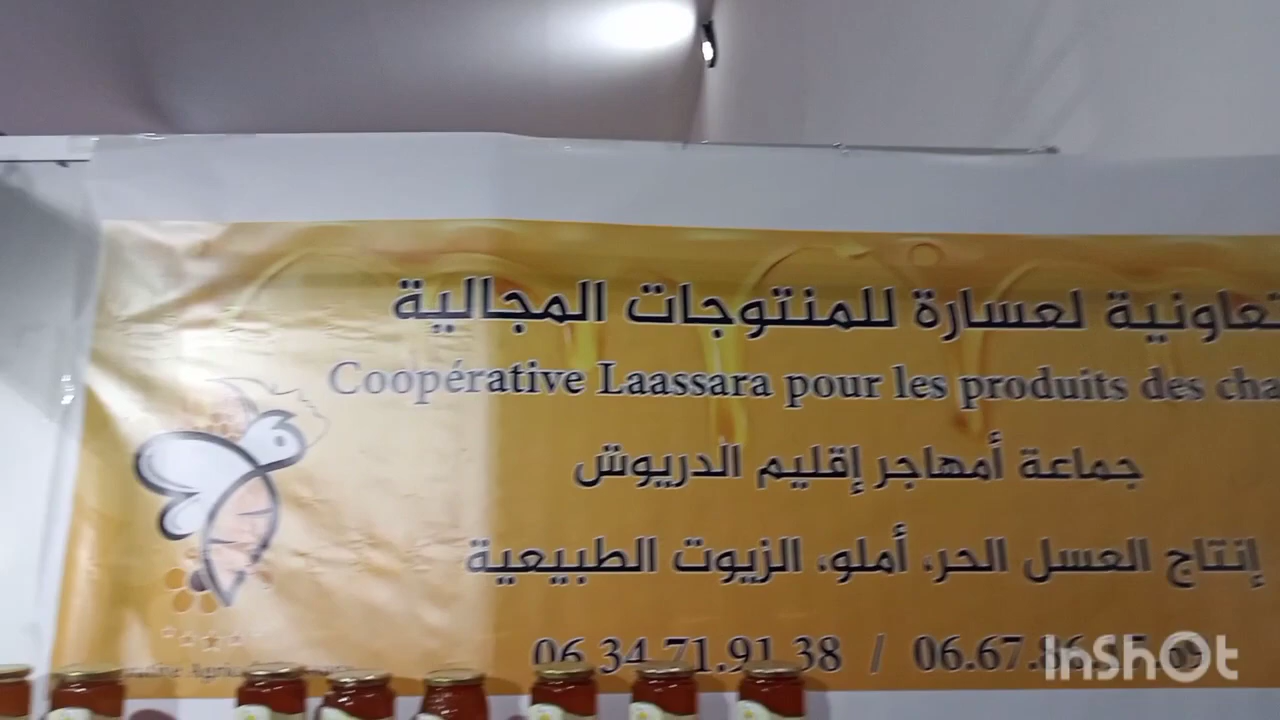 تعاونية لعسارة للمنتوجات المجالية
Coopérative Laassara pour les produits des
جماعة أمهاجر إقليم الدريوش
إنتاج العسل الحر، أملو، الزيوت الطبيعية
06.34.71.91.38 / 06.67.
InShOt